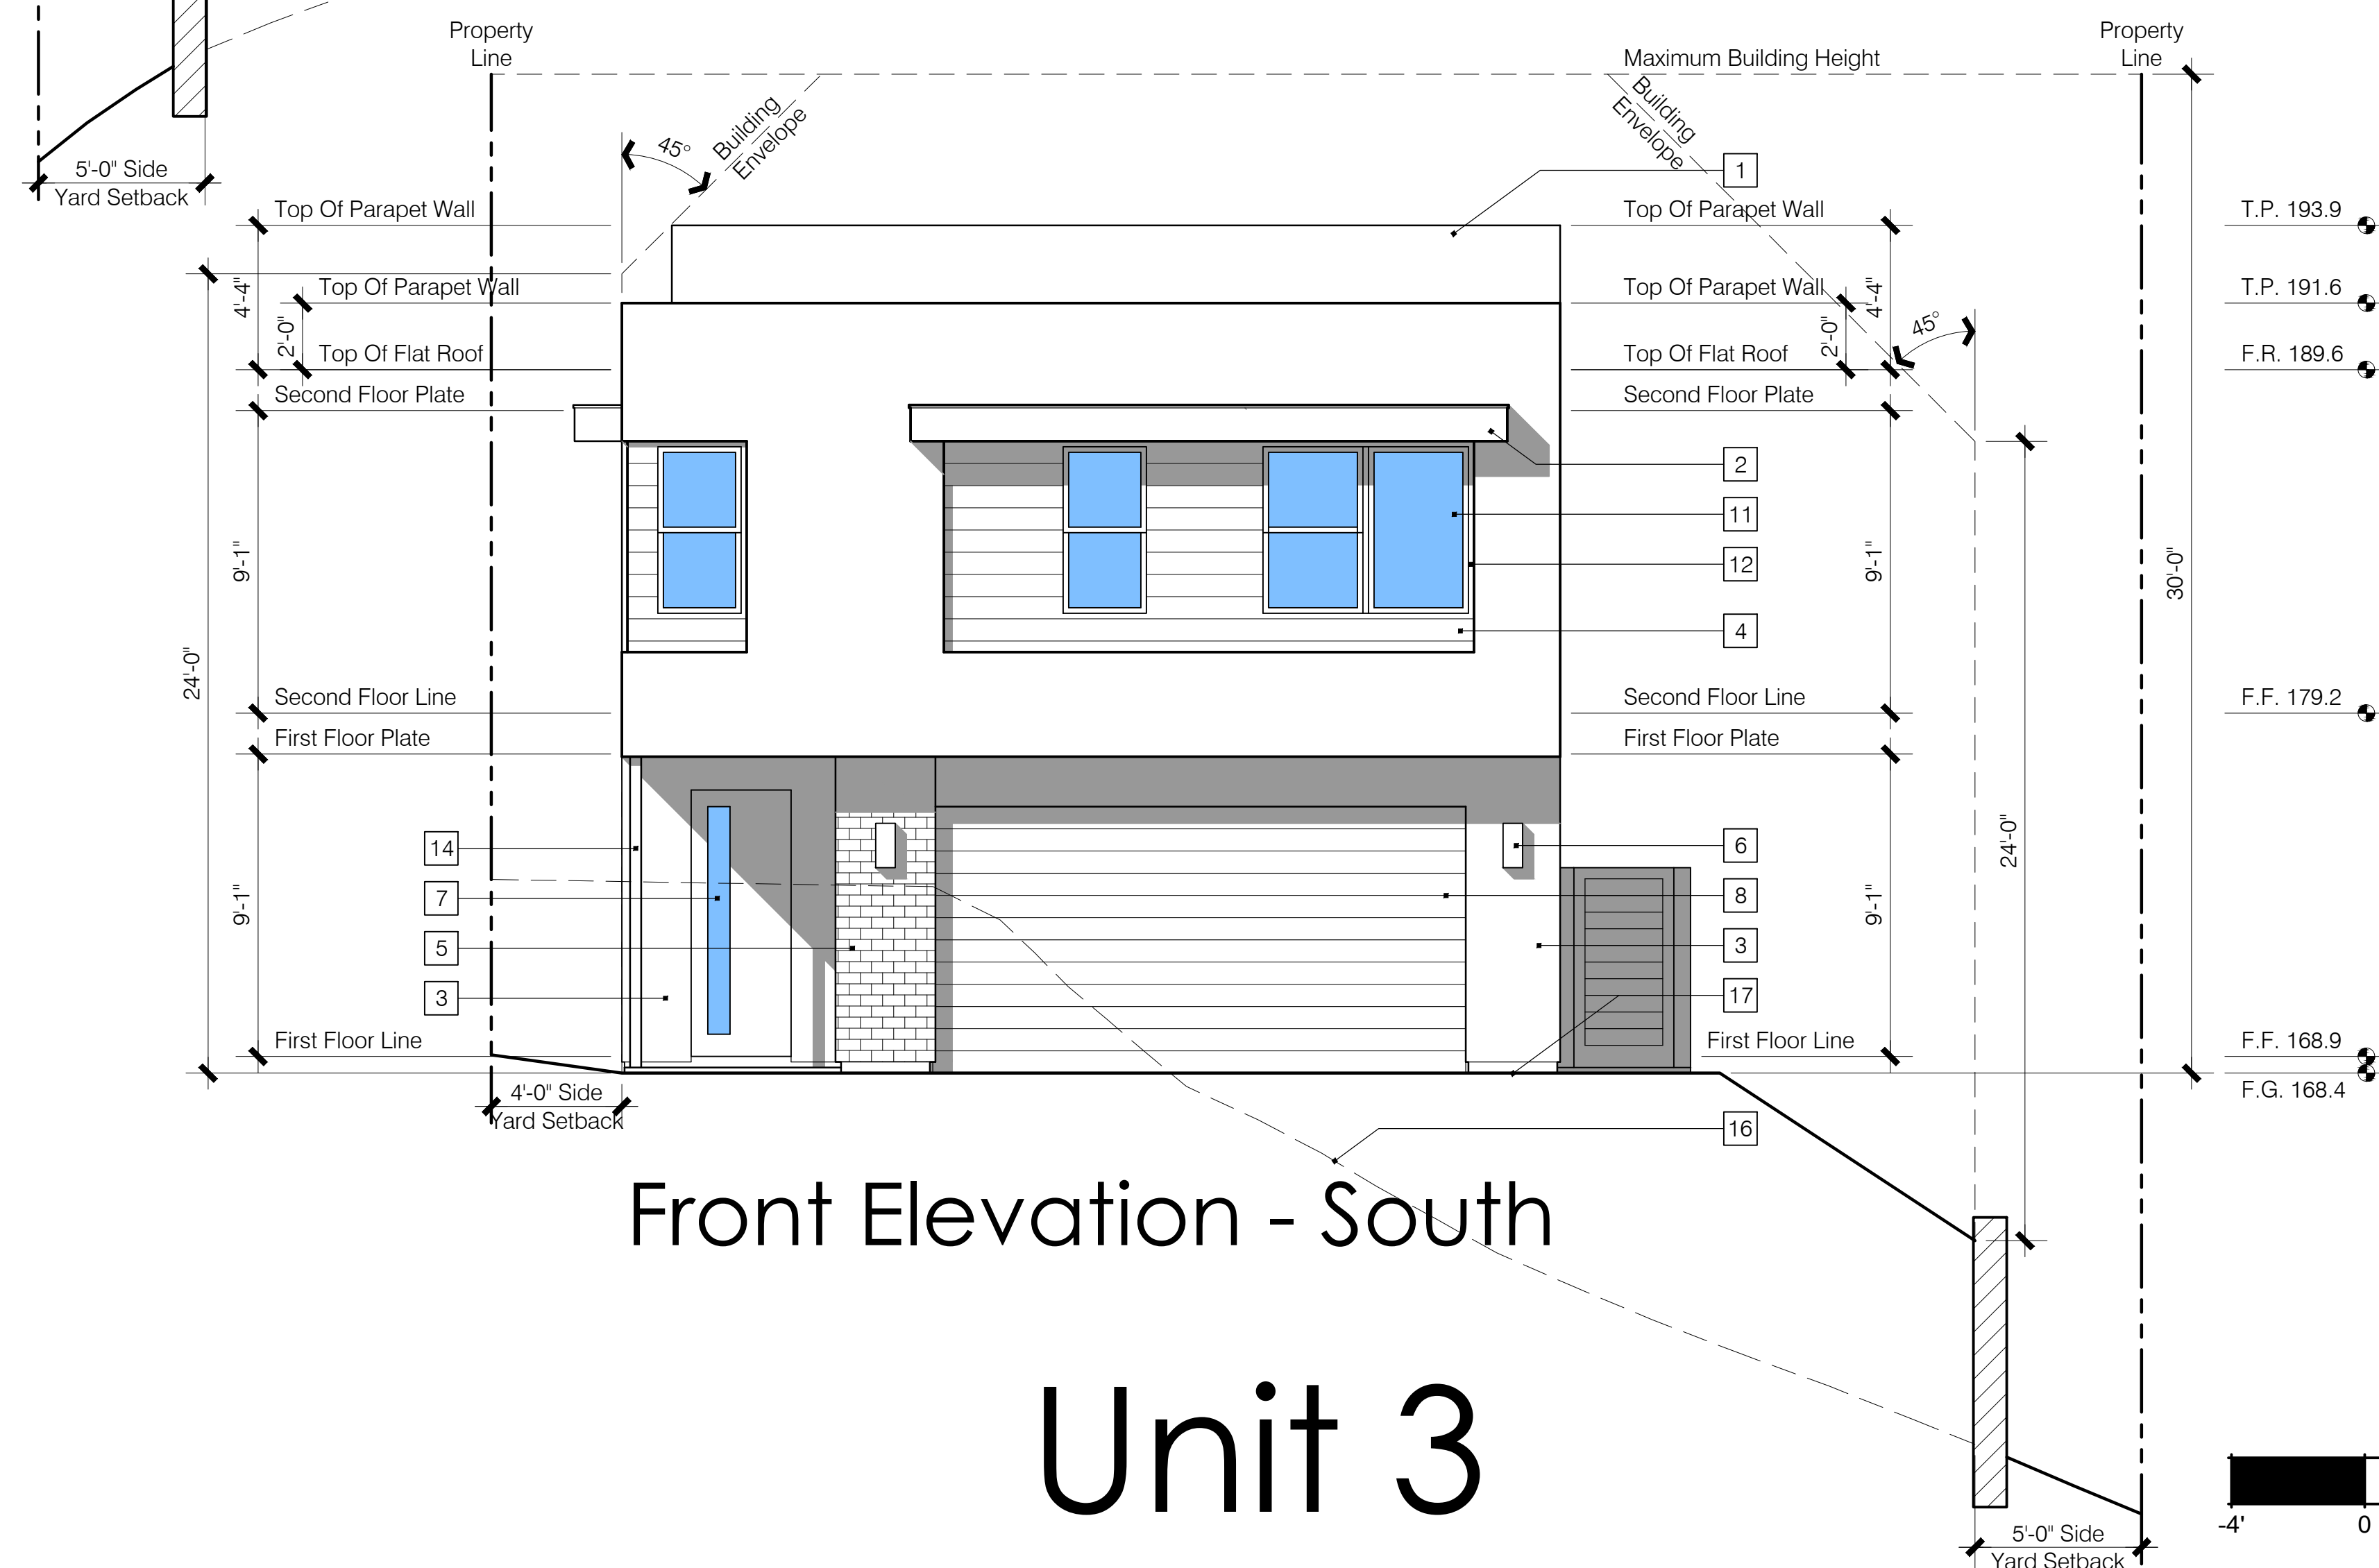 Property
Line
Maximum Building Height
Property
Line
Building
Envelope
45°
Building
Envelope
1
5'-0" Side
Yard Setback
Top Of Parapet Wall
Top Of Parapet Wall
T.P. 193.9
4'-4"
Top Of Parapet Wall
Top Of Parapet Wall
4'-4"
T.P. 191.6
2'-0"
2'-0"
45°
Top Of Flat Roof
Top Of Flat Roof
F.R. 189.6
Second Floor Plate
Second Floor Plate
2
11
12
9'-1"
9'-1"
30'-0"
4
24'-0"
Second Floor Line
Second Floor Line
F.F. 179.2
First Floor Plate
First Floor Plate
14
6
24'-0"
7
8
9'-1"
9'-1"
5
3
3
17
First Floor Line
First Floor Line
F.F. 168.9
F.G. 168.4
4'-0" Side
Yard Setback
16
Front Elevation - South
Unit 3
-4'
0
5'-0" Side
Yard Setback